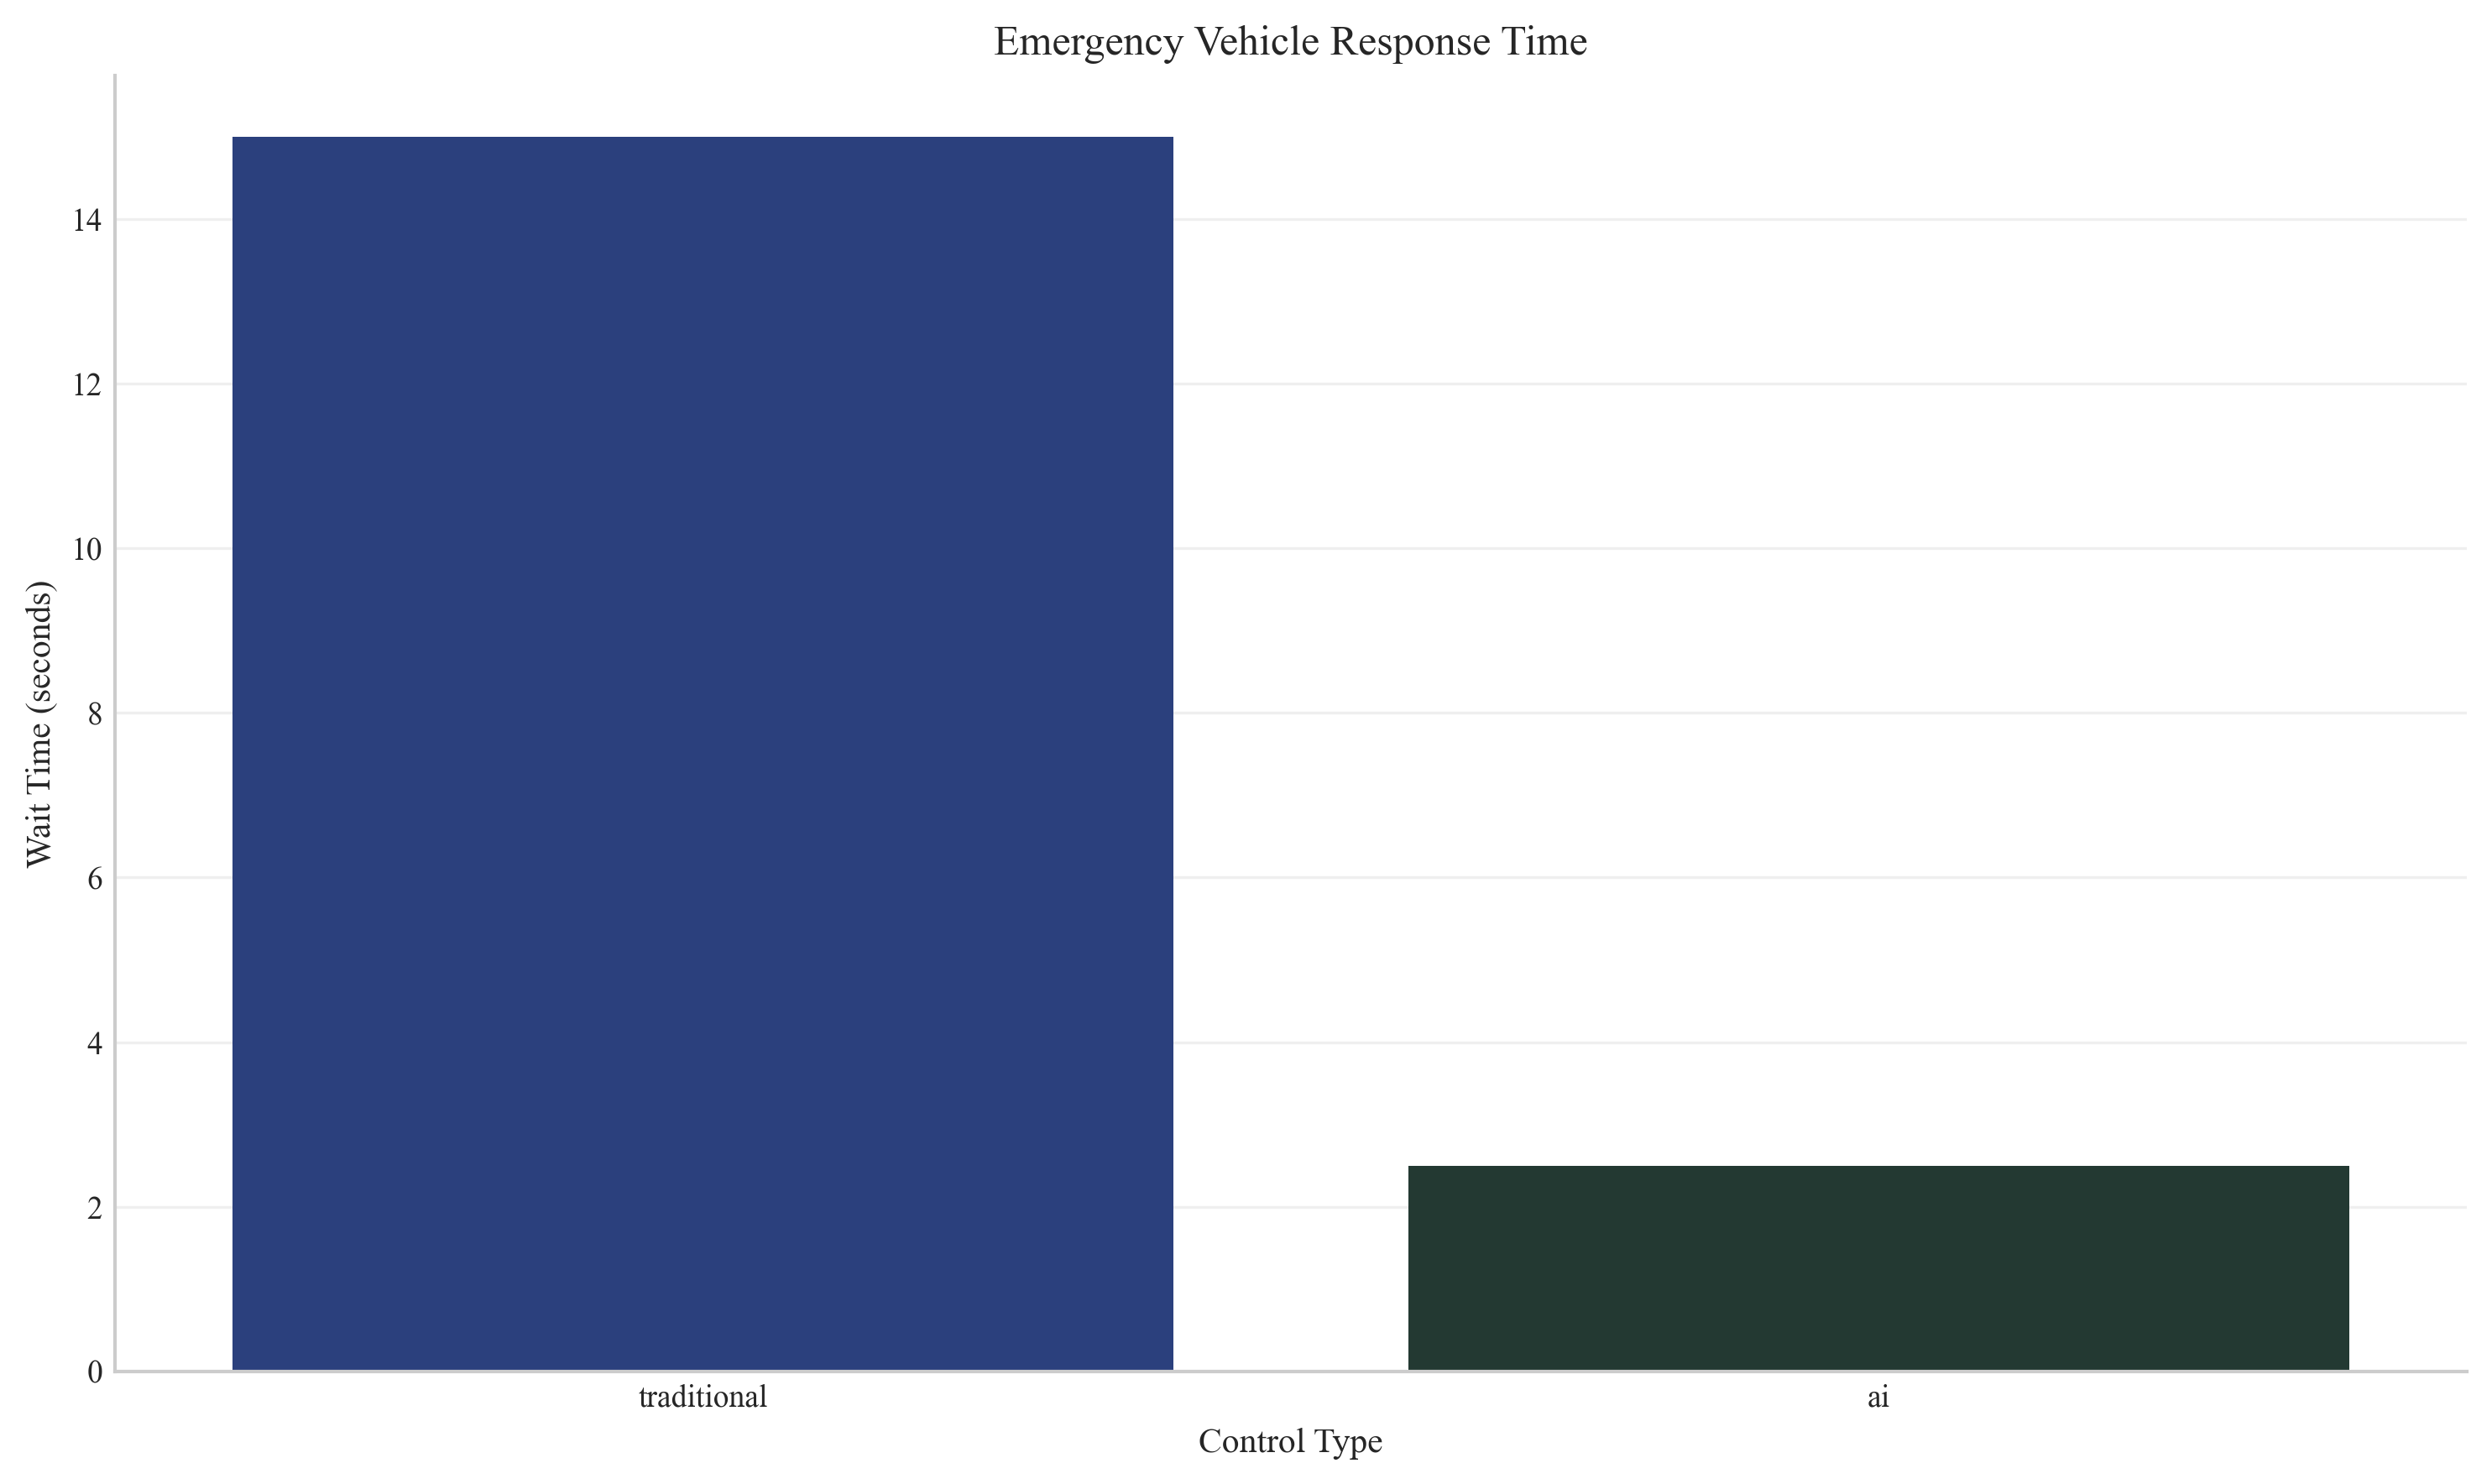 Emergency Vehicle Response Time
Wait Time (seconds)
14
12
10
8
6
4
2
0
traditional
ai
Control Type